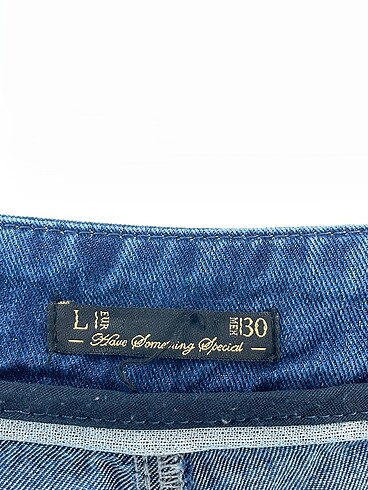 L EUR MEX 30
Have Something Special